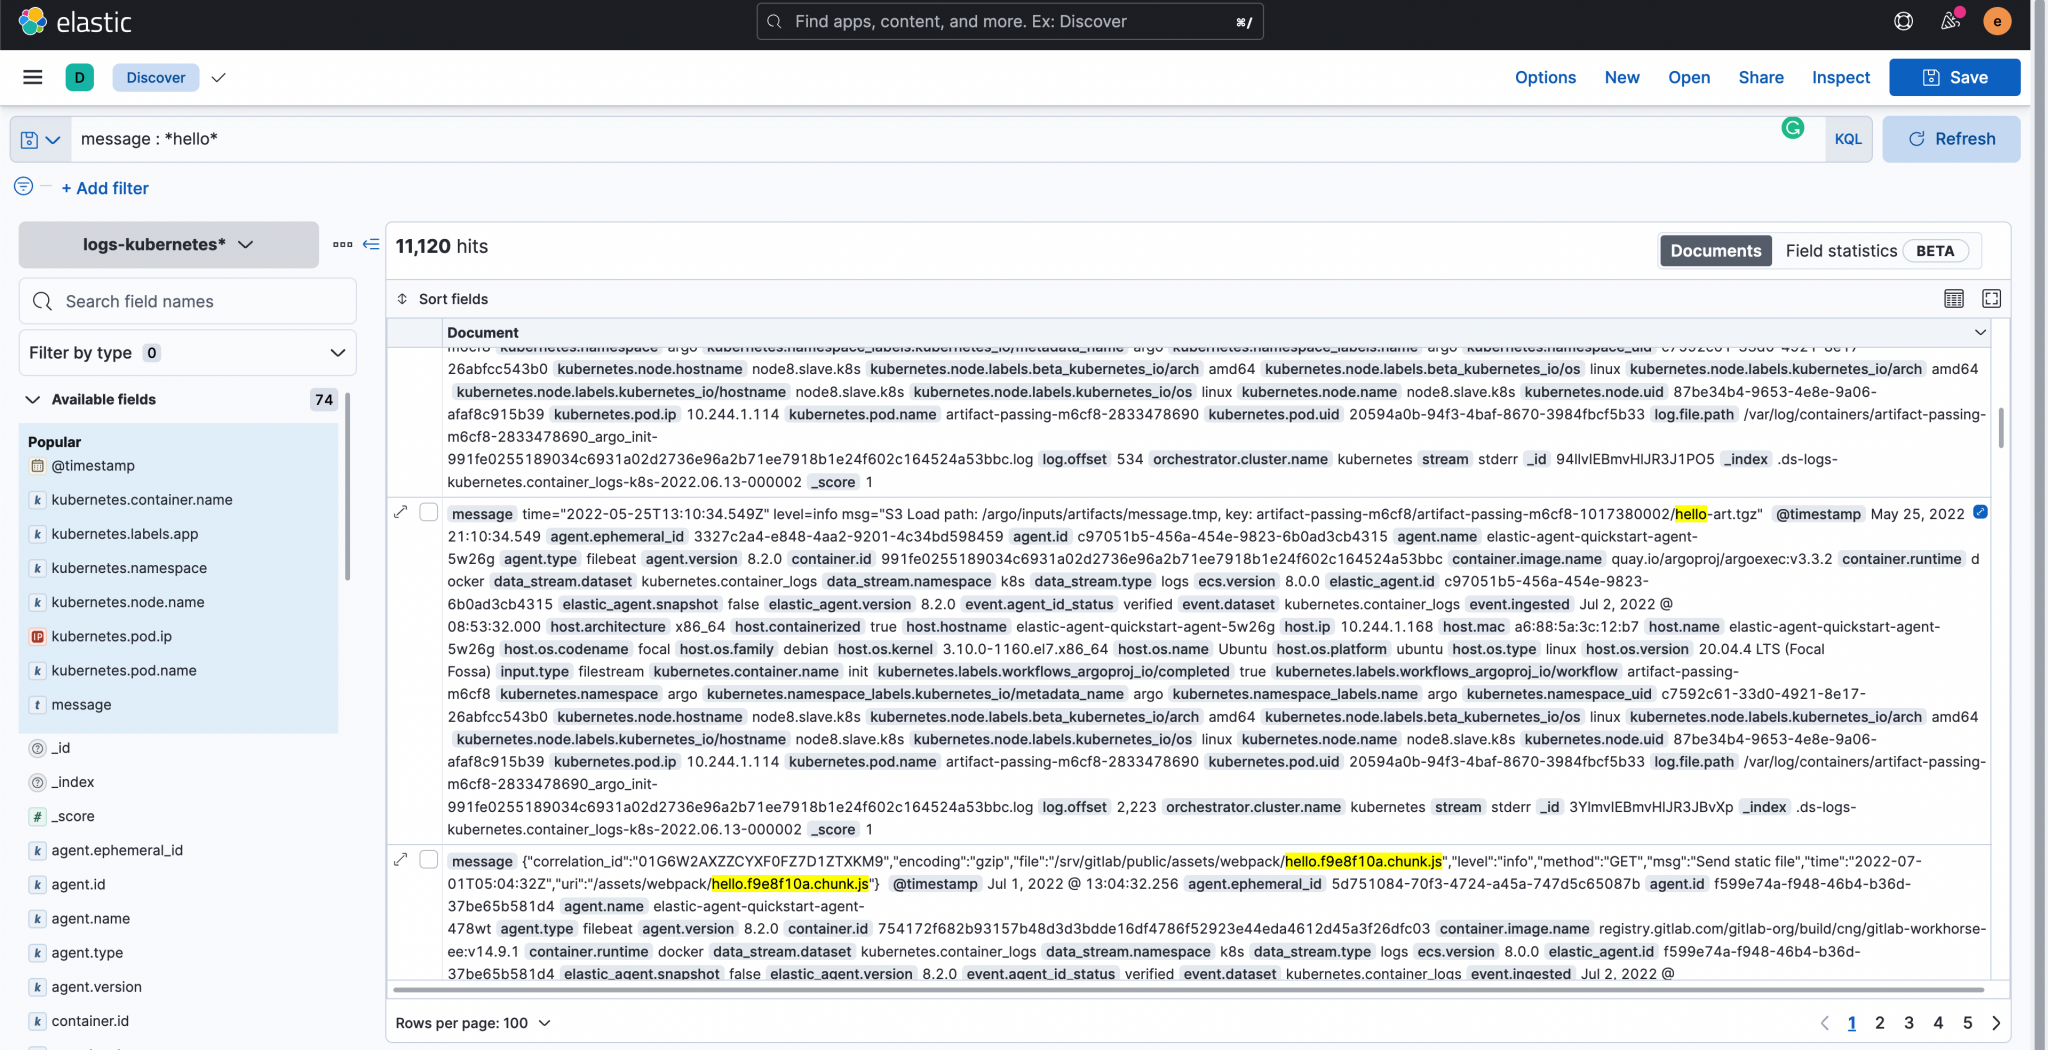 elastic
Find apps, content, and more. Ex: Discover ⌘/
e
D Discover Options New Open Share Inspect Save
message : *hello* KQL Refresh
+ Add filter
logs-kubernetes*
Search field names
Filter by type 0
Available fields 74
Popular
@timestamp
kubernetes.container.name
kubernetes.labels.app
kubernetes.namespace
kubernetes.node.name
kubernetes.pod.ip
kubernetes.pod.name
message
_id
_index
_score
agent.ephemeral_id
agent.id
agent.name
agent.type
agent.version
container.id
11,120 hits
Documents Field statistics BETA
Sort fields
Document
m6cf8 kubernetes.namespace argo kubernetes.namespace_labels.kubernetes_io/metadata_name argo kubernetes.namespace_labels.name argo kubernetes.namespace_uid c7592c61-33d0-4921-8e17-
26abfcc543b0 kubernetes.node.hostname node8.slave.k8s kubernetes.node.labels.beta_kubernetes_io/arch amd64 kubernetes.node.labels.beta_kubernetes_io/os linux kubernetes.node.labels.kubernetes_io/arch amd64
kubernetes.node.labels.kubernetes_io/hostname node8.slave.k8s kubernetes.node.labels.kubernetes_io/os linux kubernetes.node.name node8.slave.k8s kubernetes.node.uid 87be34b4-9653-4e8e-9a06-
afaf8c915b39 kubernetes.pod.ip 10.244.1.114 kubernetes.pod.name artifact-passing-m6cf8-2833478690 kubernetes.pod.uid 20594a0b-94f3-4baf-8670-3984fbcf5b33 log.file.path /var/log/containers/artifact-passing-
m6cf8-2833478690_argo_init-
991fe0255189034c6931a02d2736e96a2b71ee7918b1e24f602c164524a53bbc.log log.offset 534 orchestrator.cluster.name kubernetes stream stderr _id 94llvIEBmvHlJR3J1PO5 _index .ds-logs-
kubernetes.container_logs-k8s-2022.06.13-000002 _score 1
message time="2022-05-25T13:10:34.549Z" level=info msg="S3 Load path: /argo/inputs/artifacts/message.tmp, key: artifact-passing-m6cf8/artifact-passing-m6cf8-1017380002/hello-art.tgz" @timestamp May 25, 2022
21:10:34.549 agent.ephemeral_id 3327c2a4-e848-4aa2-9201-4c34bd598459 agent.id c97051b5-456a-454e-9823-6b0ad3cb4315 agent.name elastic-agent-quickstart-agent-
5w26g agent.type filebeat agent.version 8.2.0 container.id 991fe0255189034c6931a02d2736e96a2b71ee7918b1e24f602c164524a53bbc container.image.name quay.io/argoproj/argoexec:v3.3.2 container.runtime d
ocker data_stream.dataset kubernetes.container_logs data_stream.namespace k8s data_stream.type logs ecs.version 8.0.0 elastic_agent.id c97051b5-456a-454e-9823-
6b0ad3cb4315 elastic_agent.snapshot false elastic_agent.version 8.2.0 event.agent_id_status verified event.dataset kubernetes.container_logs event.ingested Jul 2, 2022 @
08:53:32.000 host.architecture x86_64 host.containerized true host.hostname elastic-agent-quickstart-agent-5w26g host.ip 10.244.1.168 host.mac a6:88:5a:3c:12:b7 host.name elastic-agent-quickstart-agent-
5w26g host.os.codename focal host.os.family debian host.os.kernel 3.10.0-1160.el7.x86_64 host.os.name Ubuntu host.os.platform ubuntu host.os.type linux host.os.version 20.04.4 LTS (Focal
Fossa) input.type filestream kubernetes.container.name init kubernetes.labels.workflows_argoproj_io/completed true kubernetes.labels.workflows_argoproj_io/workflow artifact-passing-
m6cf8 kubernetes.namespace argo kubernetes.namespace_labels.kubernetes_io/metadata_name argo kubernetes.namespace_labels.name argo kubernetes.namespace_uid c7592c61-33d0-4921-8e17-
26abfcc543b0 kubernetes.node.hostname node8.slave.k8s kubernetes.node.labels.beta_kubernetes_io/arch amd64 kubernetes.node.labels.beta_kubernetes_io/os linux kubernetes.node.labels.kubernetes_io/arch amd64
kubernetes.node.labels.kubernetes_io/hostname node8.slave.k8s kubernetes.node.labels.kubernetes_io/os linux kubernetes.node.name node8.slave.k8s kubernetes.node.uid 87be34b4-9653-4e8e-9a06-
afaf8c915b39 kubernetes.pod.ip 10.244.1.114 kubernetes.pod.name artifact-passing-m6cf8-2833478690 kubernetes.pod.uid 20594a0b-94f3-4baf-8670-3984fbcf5b33 log.file.path /var/log/containers/artifact-passing-
m6cf8-2833478690_argo_init-
991fe0255189034c6931a02d2736e96a2b71ee7918b1e24f602c164524a53bbc.log log.offset 2,223 orchestrator.cluster.name kubernetes stream stderr _id 3YlmvIEBmvHlJR3JBvXp _index .ds-logs-
kubernetes.container_logs-k8s-2022.06.13-000002 _score 1
message {"correlation_id":"01G6W2AXZZCYXF0FZ7D1ZTXKM9","encoding":"gzip","file":"/srv/gitlab/public/assets/webpack/hello.f9e8f10a.chunk.js","level":"info","method":"GET","msg":"Send static file","time":"2022-07-
01T05:04:32Z","uri":"/assets/webpack/hello.f9e8f10a.chunk.js"} @timestamp Jul 1, 2022 @ 13:04:32.256 agent.ephemeral_id 5d751084-70f3-4724-a45a-747d5c65087b agent.id f599e74a-f948-46b4-b36d-
37be65b581d4 agent.name elastic-agent-quickstart-agent-
478wt agent.type filebeat agent.version 8.2.0 container.id 754172f682b93157b48d3d3bdde16df4786f52923e44eda4612d45a3f26dfc03 container.image.name registry.gitlab.com/gitlab-org/build/cng/gitlab-workhorse-
ee:v14.9.1 container.runtime docker data_stream.dataset kubernetes.container_logs data_stream.namespace k8s data_stream.type logs ecs.version 8.0.0 elastic_agent.id f599e74a-f948-46b4-b36d-
37be65b581d4 elastic_agent.snapshot false elastic_agent.version 8.2.0 event.agent_id_status verified event.dataset kubernetes.container_logs event.ingested Jul 2, 2022 @
Rows per page: 100
1 2 3 4 5